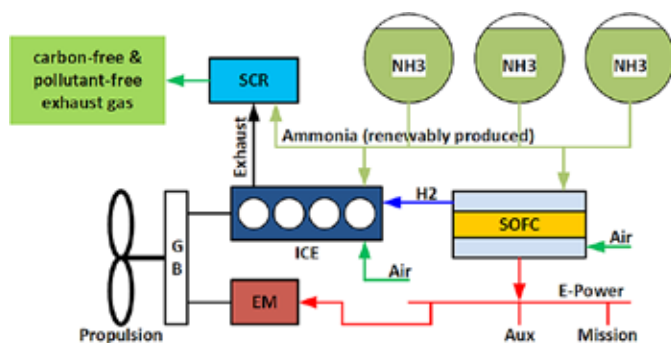 carbon-free &
pollutant-free
exhaust gas
SCR
NH3
NH3
NH3
Ammonia (renewably produced)
Exhaust
H2
SOFC
ICE
Air
Air
G
B
EM
E-Power
Propulsion
Aux
Mission